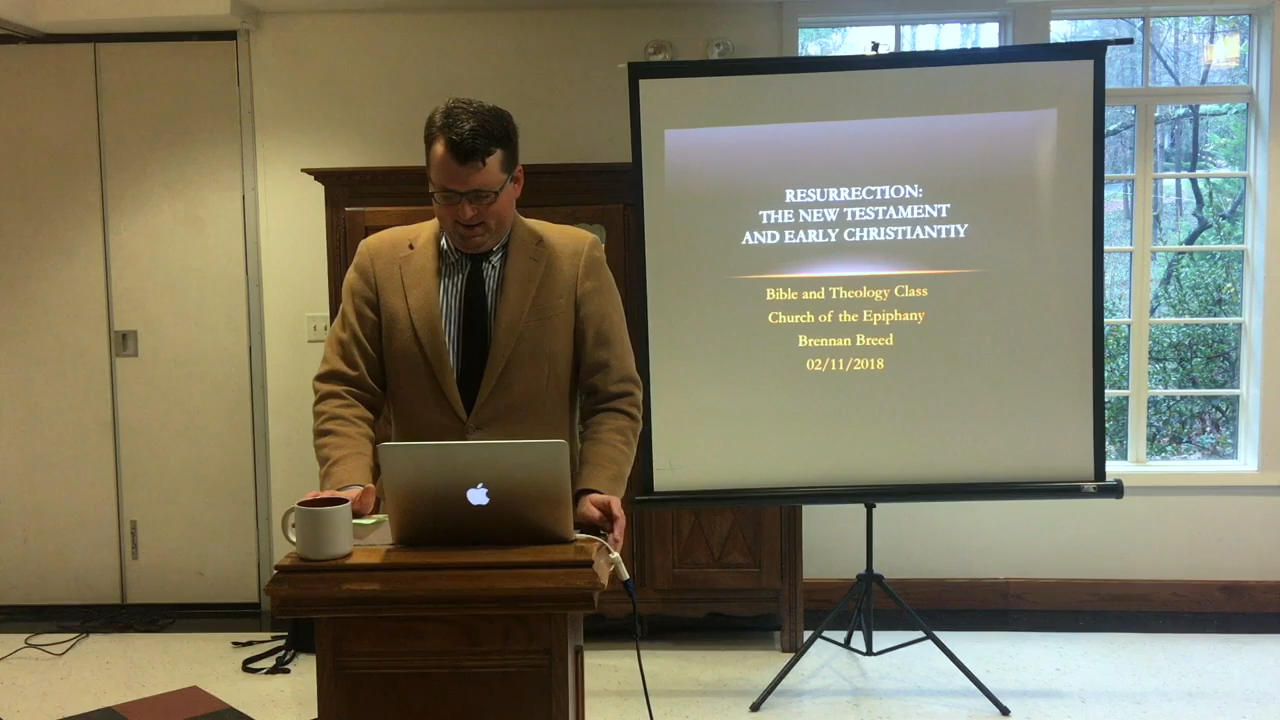 RESURRECTION:
THE NEW TESTAMENT
AND EARLY CHRISTIANTIY
Bible and Theology Class
Church of the Epiphany
Brennan Breed
02/11/2018